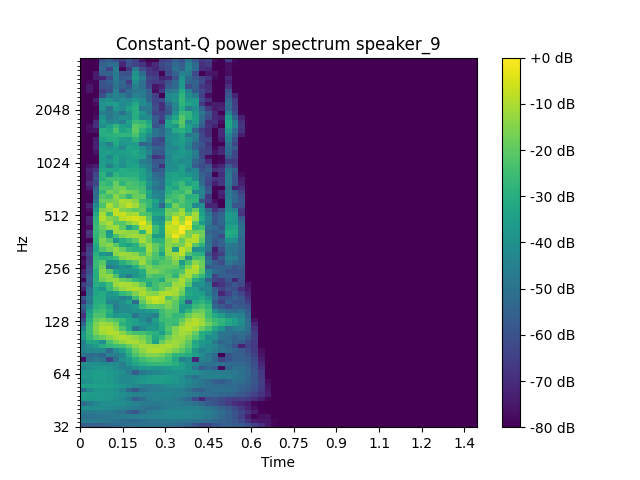 Constant-Q power spectrum speaker_9
Hz
2048
1024
512
256
128
64
32
0 0.15 0.3 0.45 0.6 0.75 0.9 1.1 1.2 1.4
Time
+0 dB
-10 dB
-20 dB
-30 dB
-40 dB
-50 dB
-60 dB
-70 dB
-80 dB